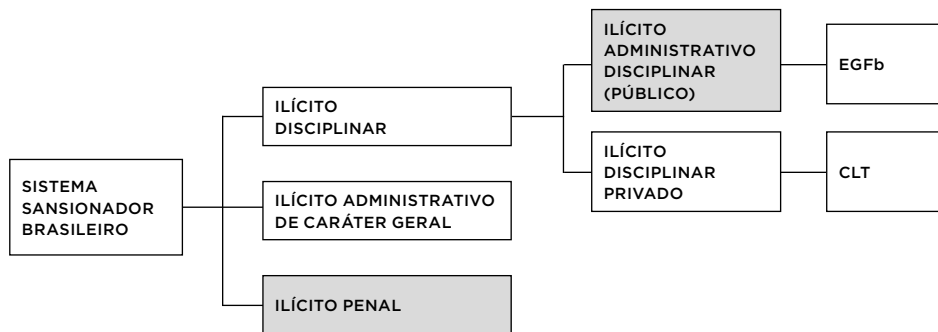 SISTEMA
SANSIONADOR
BRASILEIRO
ILÍCITO
DISCIPLINAR
ILÍCITO ADMINISTRATIVO
DE CARÁTER GERAL
ILÍCITO PENAL
ILÍCITO
ADMINISTRATIVO
DISCIPLINAR
(PÚBLICO)
ILÍCITO
DISCIPLINAR
PRIVADO
EGFb
CLT